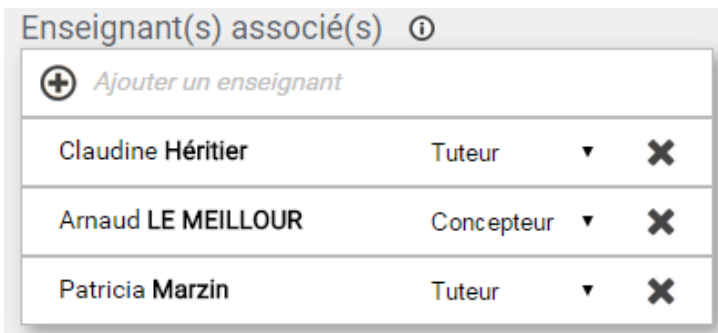 Enseignant(s) associé(s)
Ajouter un enseignant
Claudine Héritier Tuteur
Arnaud LE MEILLOUR Concepteur
Patricia Marzin Tuteur